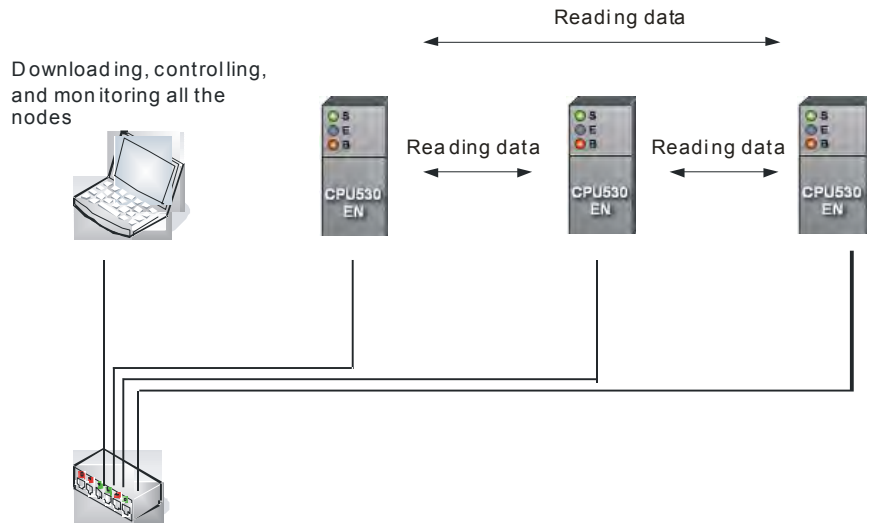 Reading data
Downloading, controlling,
and monitoring all the
nodes
S
E
B
CPU530
EN
Reading data
S
E
B
CPU530
EN
Reading data
S
E
B
CPU530
EN